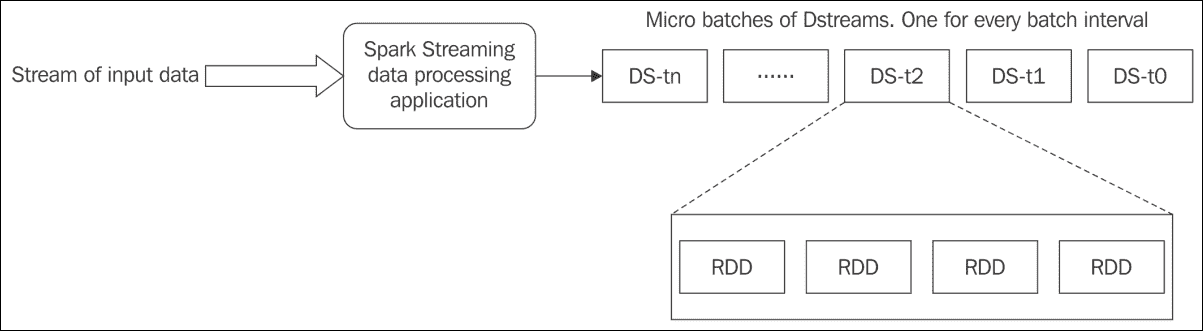 Micro batches of Dstreams. One for every batch interval
Stream of input data
Spark Streaming
data processing
application
DS-tn
......
DS-t2
DS-t1
DS-t0
RDD
RDD
RDD
RDD